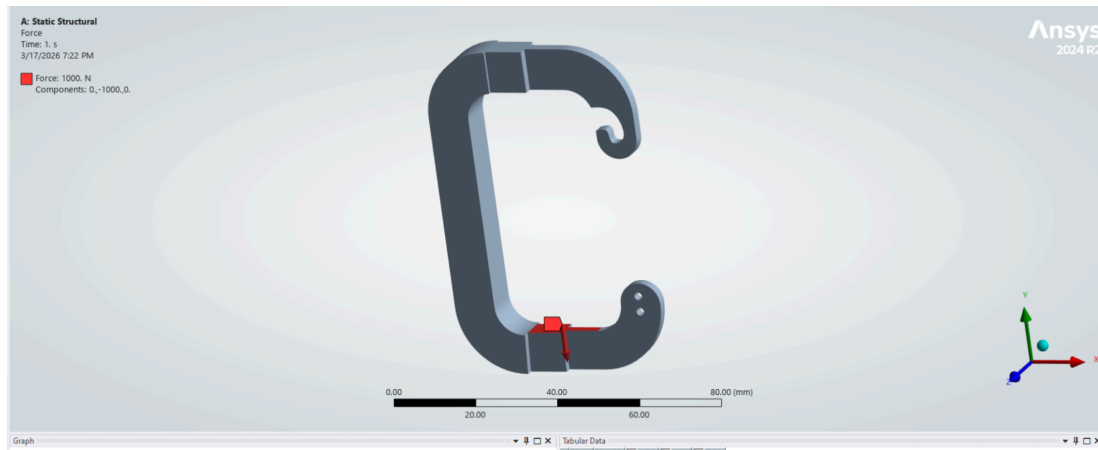 A: Static Structural
Force
Time: 1. s
3/17/2026 7:22 PM
Force: 1000. N
Components: 0.,-1000.,0.
Ansys
2024 R2
Y
X
Z
0.00
40.00
80.00 (mm)
20.00
60.00
Graph
Tabular Data